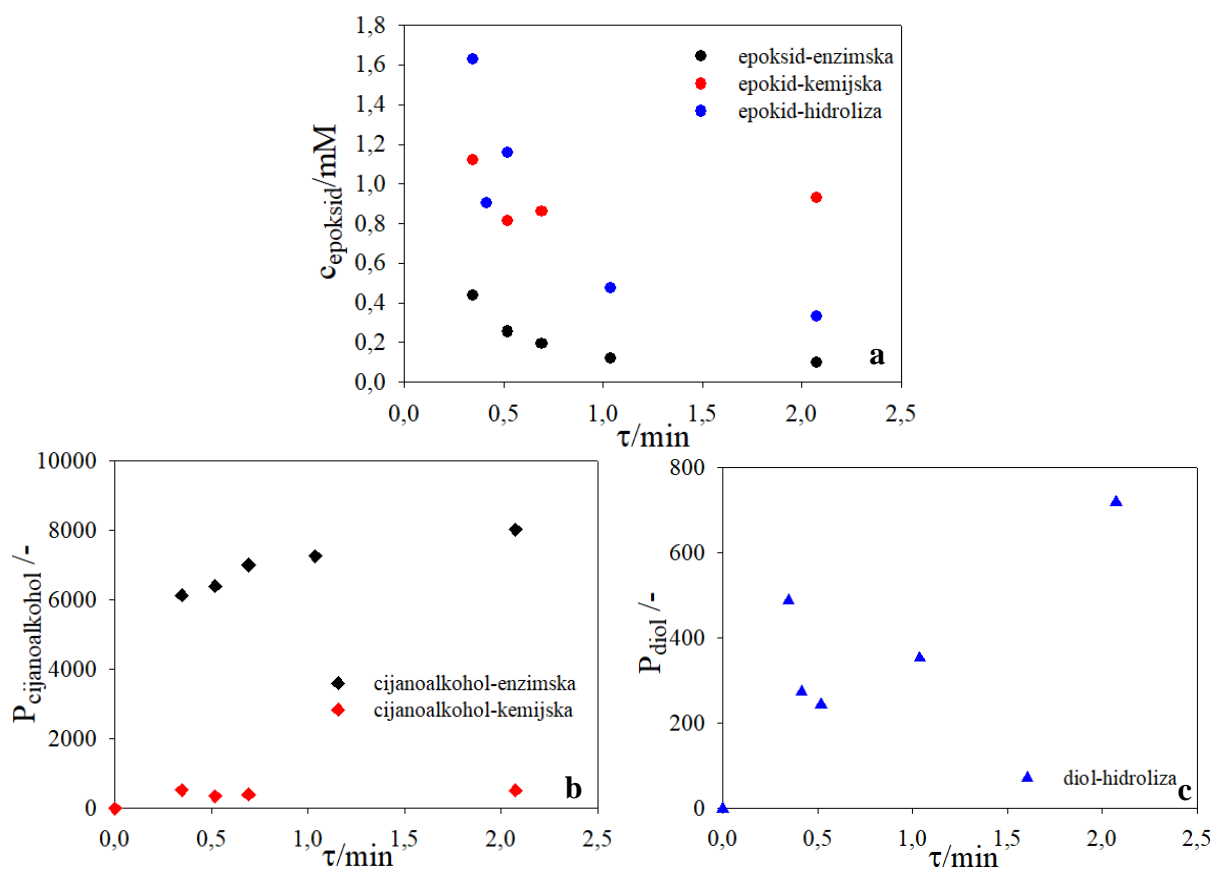 1,8
1,6
1,4
1,2
1,0
0,8
0,6
0,4
0,2
0,0
c epoksid/mM
epoksid-enzimska
epokid-kemijska
epokid-hidroliza
a
0,0 0,5 1,0 1,5 2,0 2,5
τ/min
10000
8000
6000
4000
2000
0
P cijanoalkohol /-
cijanoalkohol-enzimska
cijanoalkohol-kemijska
b
0,0 0,5 1,0 1,5 2,0 2,5
τ/min
800
600
400
200
0
P diol /-
diol-hidroliza
c
0,0 0,5 1,0 1,5 2,0 2,5
τ/min